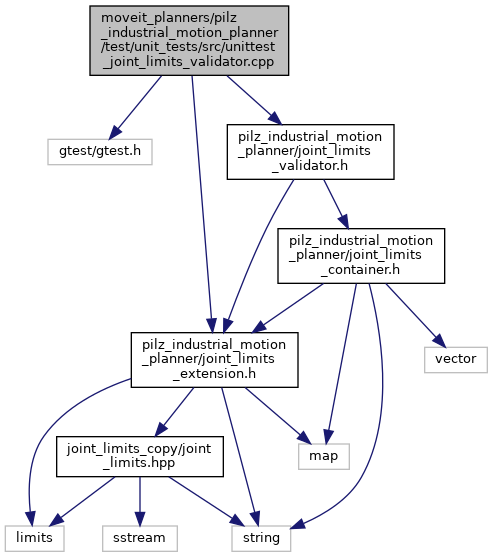 moveit_planners/pilz
_industrial_motion_planner
/test/unit_tests/src/unittest
_joint_limits_validator.cpp
gtest/gtest.h
pilz_industrial_motion
_planner/joint_limits
_validator.h
pilz_industrial_motion
_planner/joint_limits
_container.h
pilz_industrial_motion
_planner/joint_limits
_extension.h
vector
joint_limits_copy/joint
_limits.hpp
map
limits
sstream
string